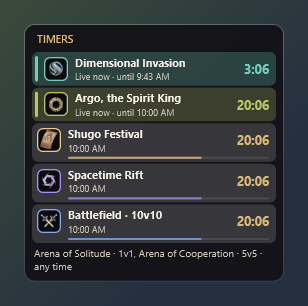 TIMERS
Dimensional Invasion
3:06
Live now · until 9:43 AM
Argo, the Spirit King
20:06
Live now · until 10:00 AM
Shugo Festival
20:06
10:00 AM
Spacetime Rift
20:06
10:00 AM
Battlefield · 10v10
20:06
10:00 AM
Arena of Solitude · 1v1, Arena of Cooperation · 5v5 ·
any time